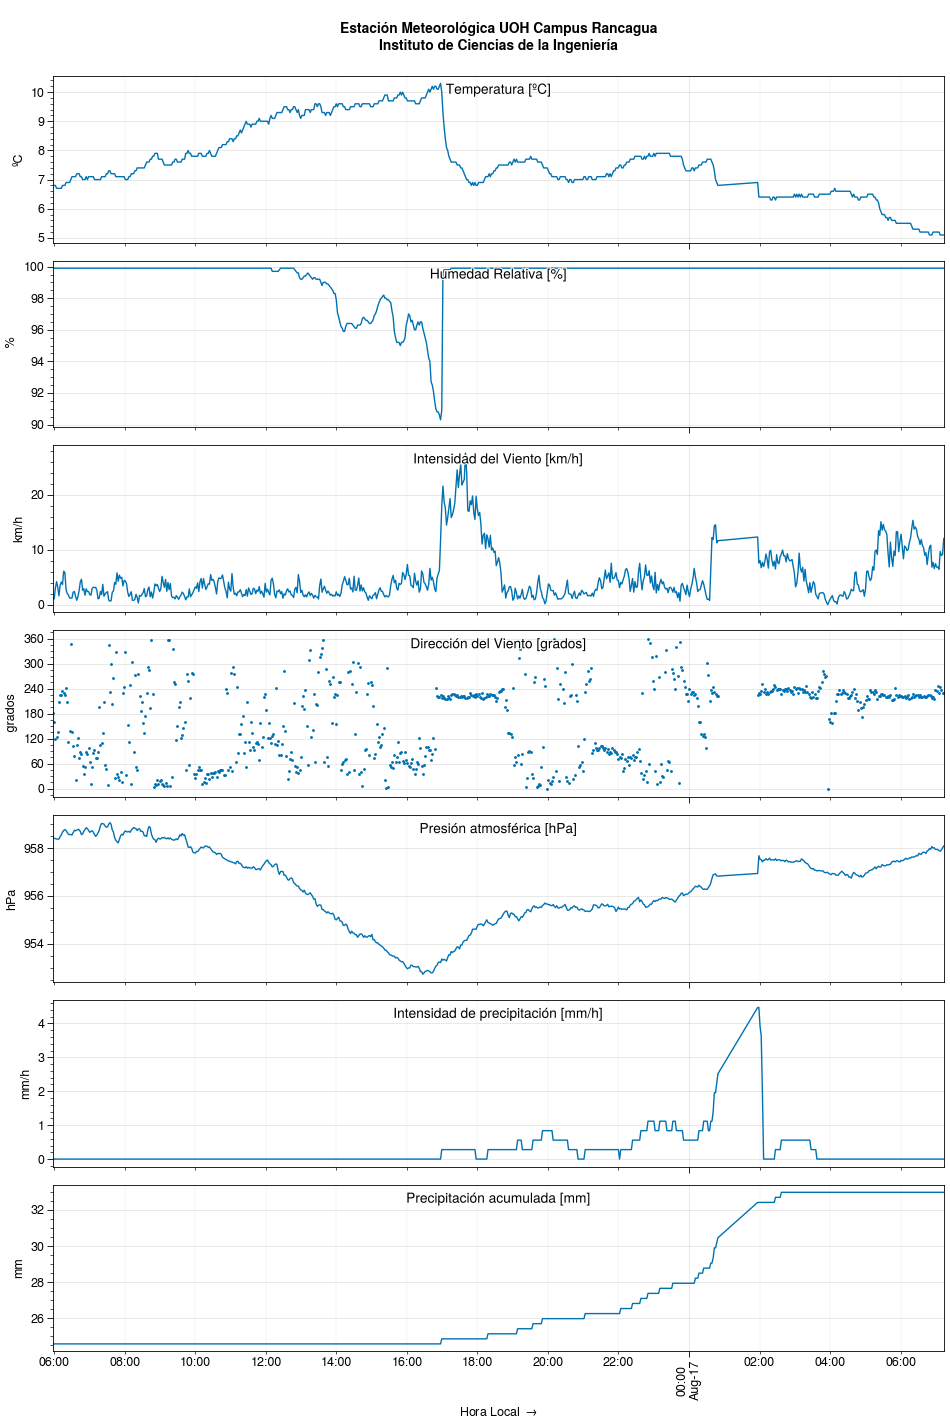 Estación Meteorológica UOH Campus Rancagua
Instituto de Ciencias de la Ingeniería
Temperatura [ºC]
ºC
10
9
8
7
6
5
Humedad Relativa [%]
%
100
98
96
94
92
90
Intensidad del Viento [km/h]
km/h
20
10
0
Dirección del Viento [grados]
grados
360
300
240
180
120
60
0
Presión atmosférica [hPa]
hPa
958
956
954
Intensidad de precipitación [mm/h]
mm/h
4
3
2
1
0
Precipitación acumulada [mm]
mm
32
30
28
26
06:00 08:00 10:00 12:00 14:00 16:00 18:00 20:00 22:00 00:00 02:00 04:00 06:00
Aug-17
Hora Local →